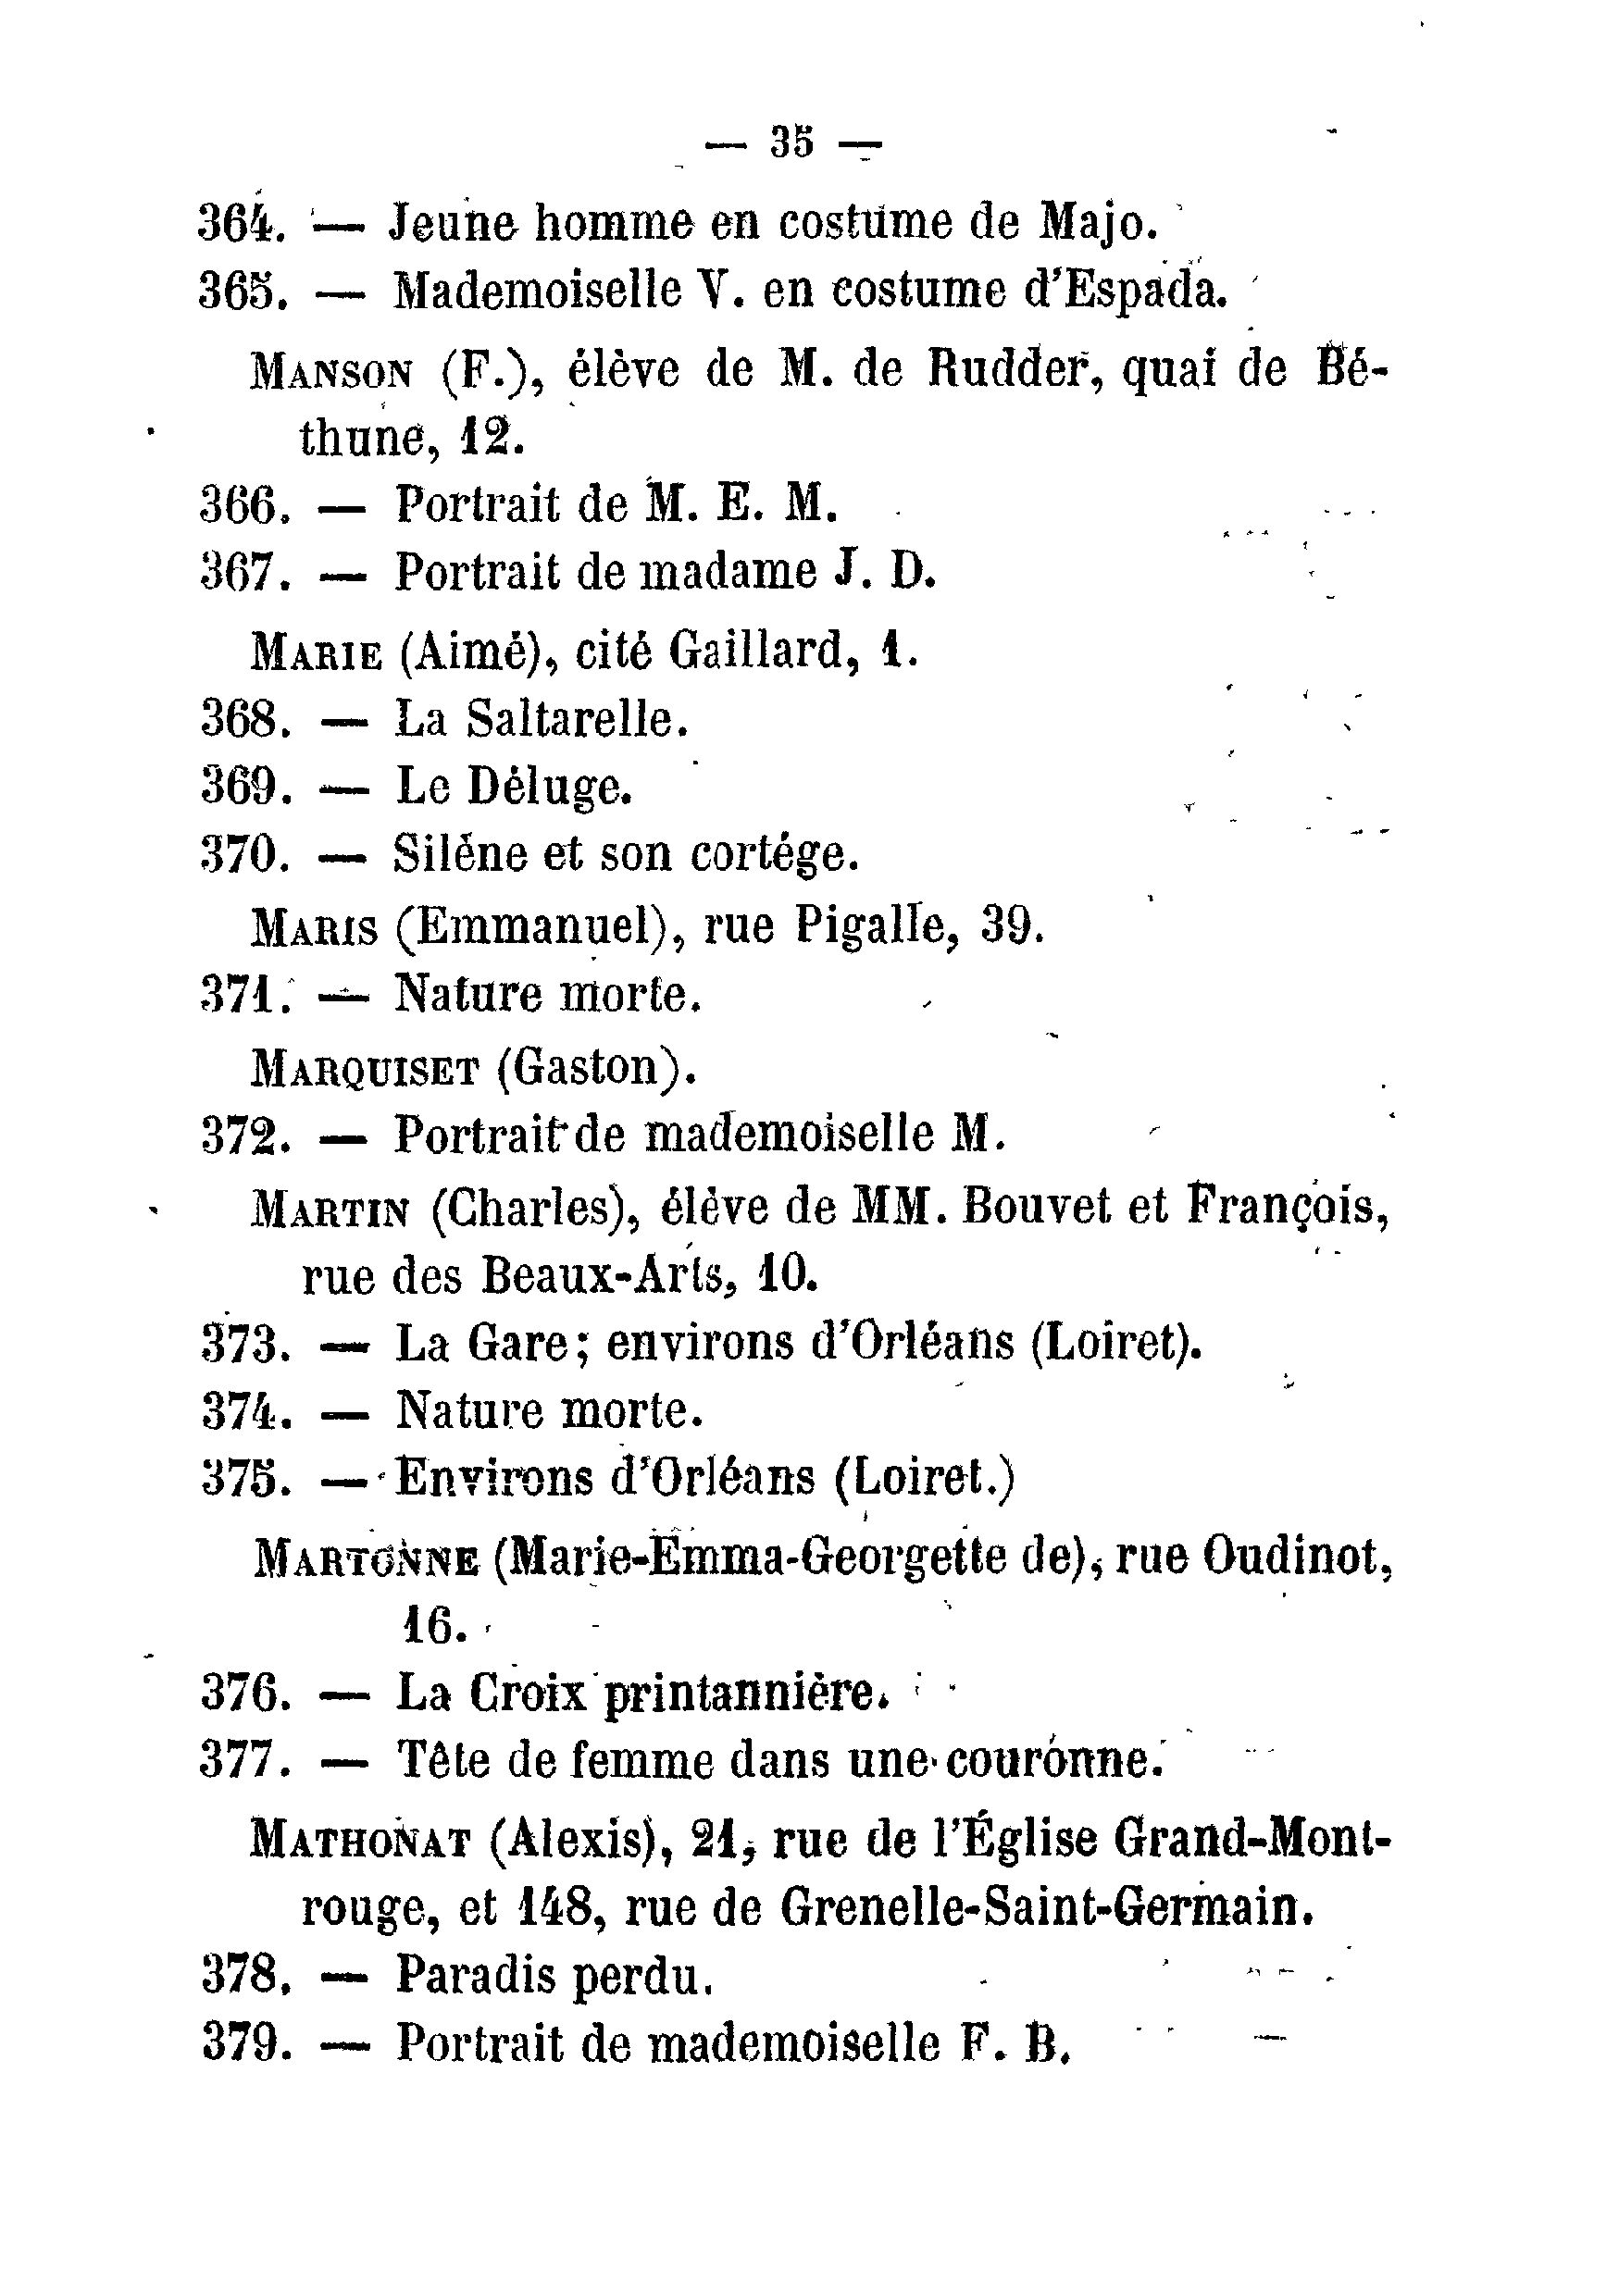 — 35 —
364. — Jeune homme en costume de Majo.
365. — Mademoiselle V. en costume d'Espada.
MANSON (F.), élève de M. de Rudder, quai de Bé-
thune, 12.
366. — Portrait de M. E. M.
367. — Portrait de madame J. D.
MARIE (Aimé), cité Gaillard, 1.
368. — La Saltarelle.
369. — Le Déluge.
370. — Siléne et son cortége.
MARIS (Emmanuel), rue Pigalle, 39.
371. — Nature morte.
MARQUISET (Gaston).
372. — Portrait de mademoiselle M.
MARTIN (Charles), éléve de MM. Bouvet et François,
rue des Beaux-Arts, 10.
373. — La Gare; environs d'Orléans (Loiret).
374. — Nature morte.
375. — Environs d'Orléans (Loiret.)
MARTONNE (Marie-Emma-Georgette de), rue Oudinot,
16.
376. — La Croix printannière.
377. — Tête de femme dans une couronne.
MATHONAT (Alexis), 21, rue de l'Église Grand-Mont-
rouge, et 148, rue de Grenelle-Saint-Germain.
378. — Paradis perdu.
379. — Portrait de mademoiselle F. B.